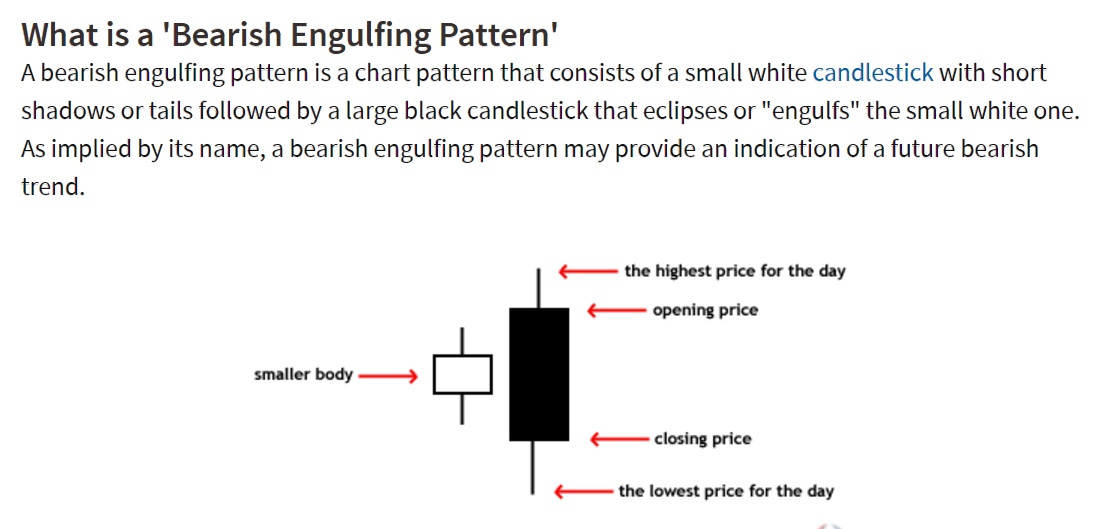 What is a 'Bearish Engulfing Pattern'
A bearish engulfing pattern is a chart pattern that consists of a small white candlestick with short
shadows or tails followed by a large black candlestick that eclipses or "engulfs" the small white one.
As implied by its name, a bearish engulfing pattern may provide an indication of a future bearish
trend.
the highest price for the day
opening price
smaller body
closing price
the lowest price for the day